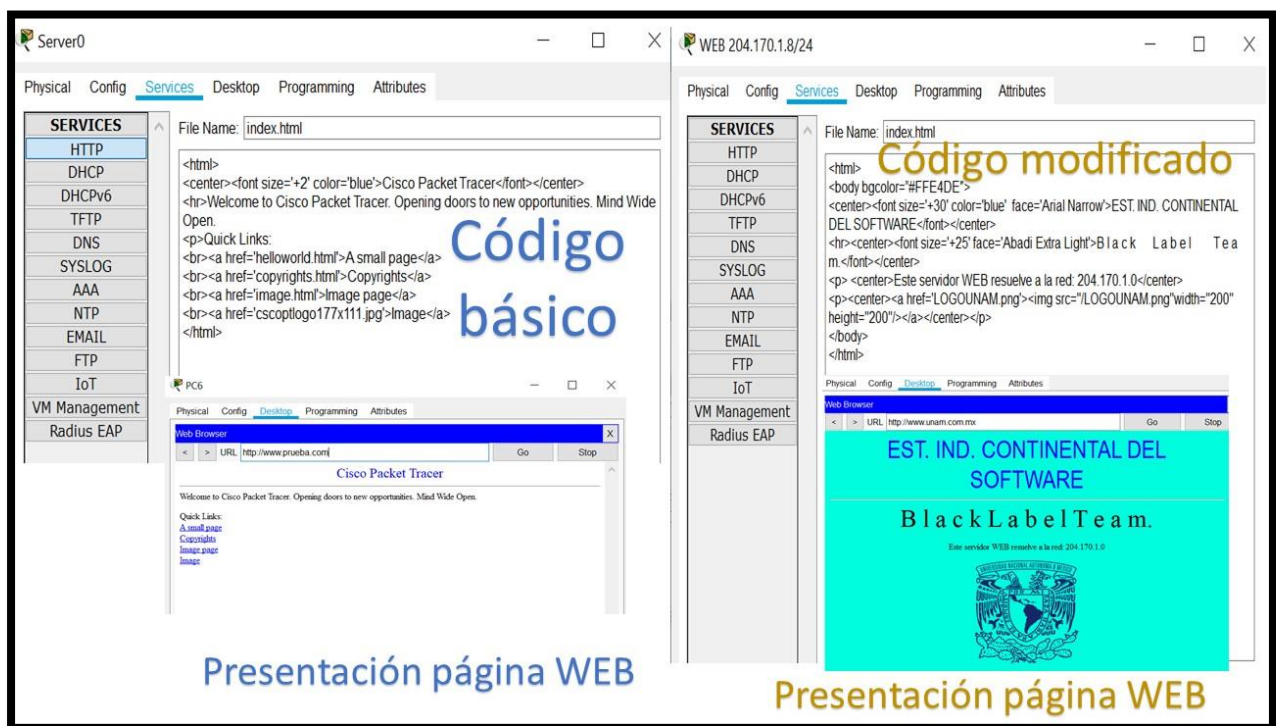 Server0
Physical Config Services Desktop Programming Attributes
SERVICES
HTTP
DHCP
DHCPv6
TFTP
DNS
SYSLOG
AAA
NTP
EMAIL
FTP
IoT
VM Management
Radius EAP
File Name: index.html
<html>
<center><font size='+2' color='blue'>Cisco Packet Tracer</font></center>
<hr>Welcome to Cisco Packet Tracer. Opening doors to new opportunities. Mind Wide
Open.
<p>Quick Links:
<br><a href='helloworld.html'>A small page</a>
<br><a href='copyrights.html'>Copyrights</a>
<br><a href='image.html'>Image page</a>
<br><a href='cscoptlogo177x111.jpg'>Image</a>
</html>
Código
básico
PC6
Physical Config Desktop Programming Attributes
Web Browser X
< > URL http://www.prueba.com Go Stop
Cisco Packet Tracer
Welcome to Cisco Packet Tracer. Opening doors to new opportunities. Mind Wide Open.
Quick Links:
A small page
Copyrights
Image page
Image
Presentación página WEB
WEB 204.170.1.8/24
Physical Config Services Desktop Programming Attributes
SERVICES
HTTP
DHCP
DHCPv6
TFTP
DNS
SYSLOG
AAA
NTP
EMAIL
FTP
IoT
VM Management
Radius EAP
File Name: index.html
Código modificado
<html>
<body bgcolor="#FFE4DE">
<center><font size='+30' color='blue' face='Arial Narrow'>EST. IND. CONTINENTAL
DEL SOFTWARE</font></center>
<hr><center><font size='+25' face='Abadi Extra Light'>B l a c k L a b e l T e a
m.</font></center>
<p> <center>Este servidor WEB resuelve a la red: 204.170.1.0</center>
<p><center><a href='LOGOUNAM.png'><img src="/LOGOUNAM.png"width="200"
height="200"/></a></center></p>
</body>
</html>
Physical Config Desktop Programming Attributes
Web Browser
< > URL http://www.unam.com.mx Go Stop
EST. IND. CONTINENTAL DEL
SOFTWARE
B l a c k L a b e l T e a m.
Este servidor WEB resuelve a la red: 204.170.1.0
Presentación página WEB